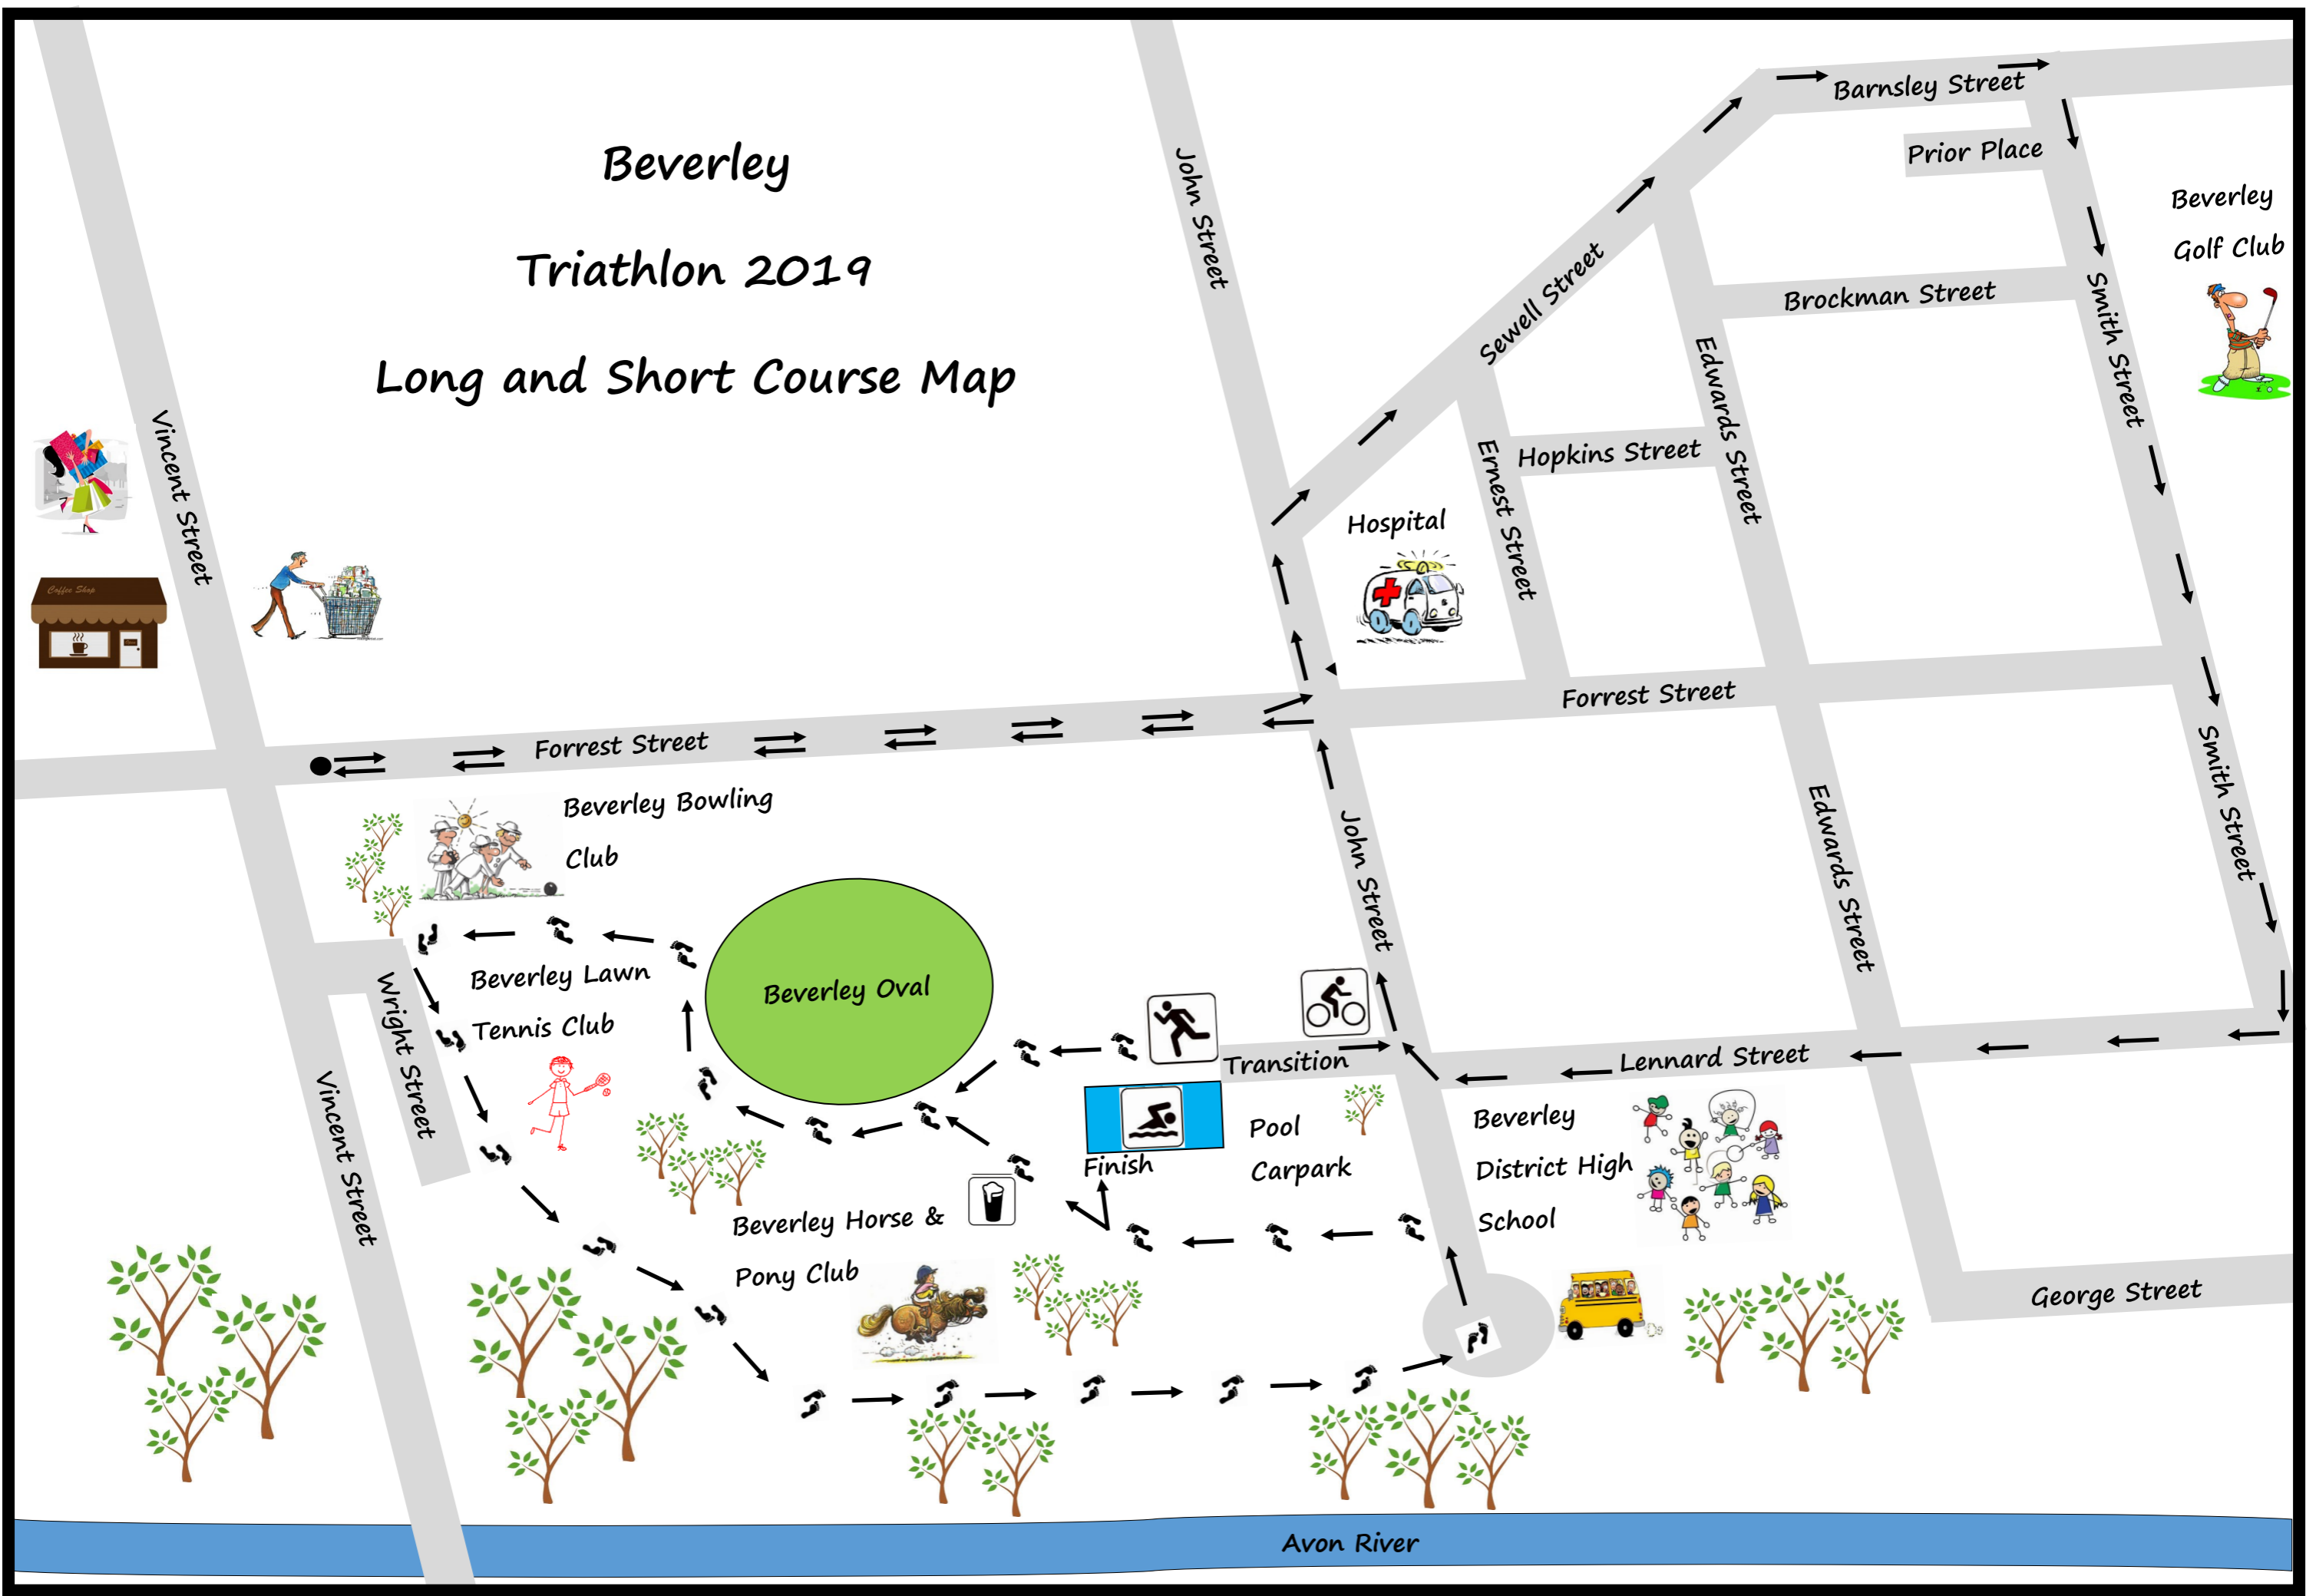 Beverley
Triathlon 2019
Long and Short Course Map
John Street
Barnsley Street
Prior Place
Beverley
Golf Club
Sewell Street
Brockman Street
Smith Street
Edwards Street
Vincent Street
Hopkins Street
Ernest Street
Hospital
Coffee Shop
Forrest Street
Forrest Street
Smith Street
Beverley Bowling
Club
John Street
Edwards Street
Beverley Lawn
Tennis Club
Wright Street
Beverley Oval
Transition
Lennard Street
Vincent Street
Finish
Pool
Carpark
Beverley
District High
School
Beverley Horse &
Pony Club
George Street
Avon River